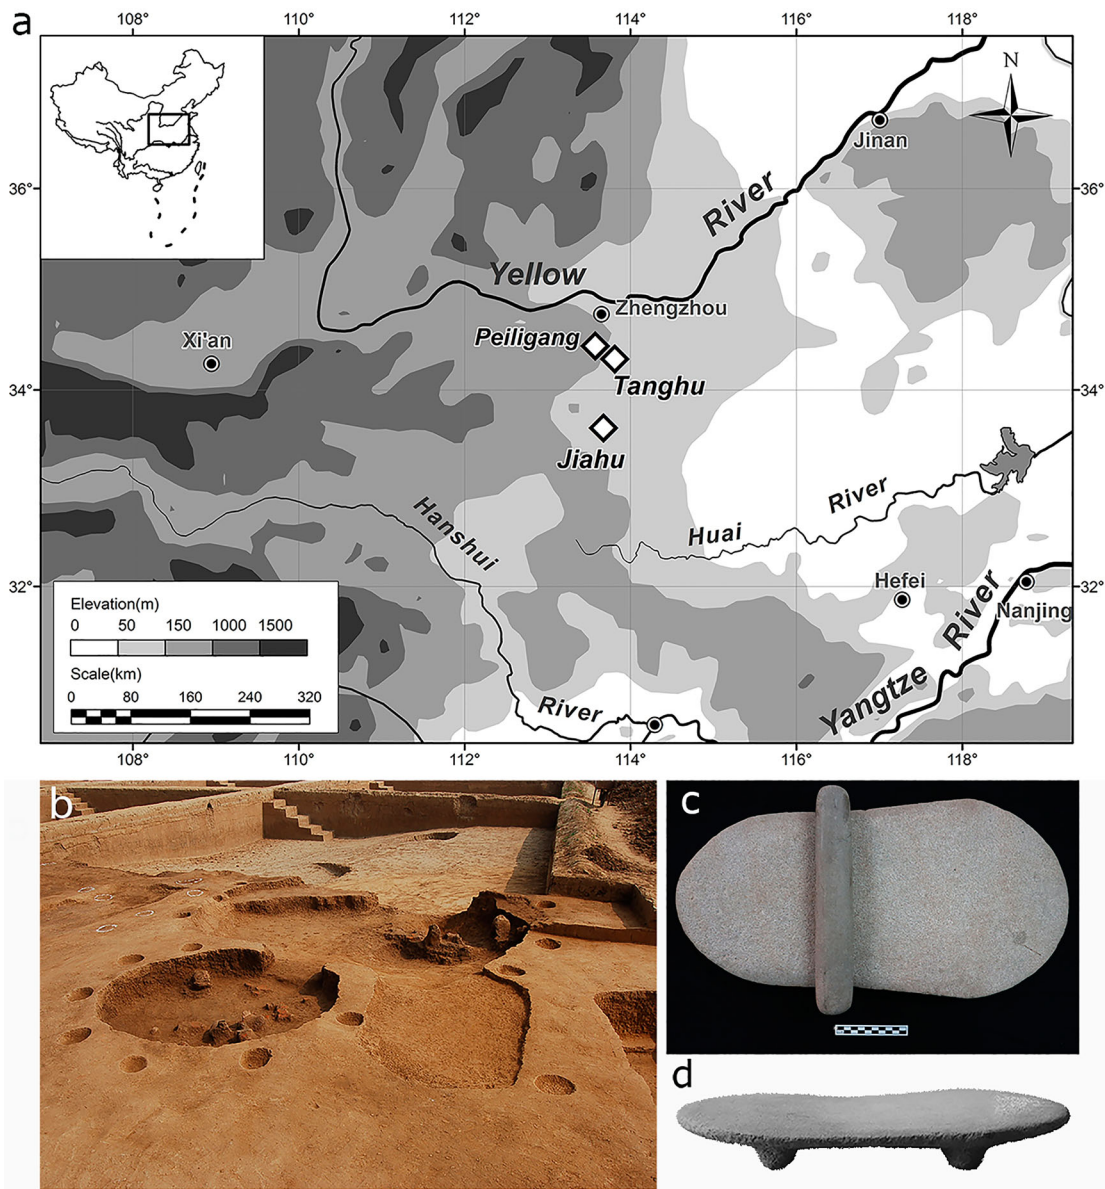 a
108°
110°
112°
114°
116°
118°
N
Jinan
36°
36°
River
Yellow
Zhengzhou
Peiligang
Xi'an
Tanghu
34°
34°
Jiahu
River
Hanshui
Huai
Hefei
32°
32°
River
Nanjing
Elevation(m)
0 50 150 1000 1500
Yangtze
Scale(km)
River
0 80 160 240 320
108°
110°
112°
114°
116°
118°
b
c
d